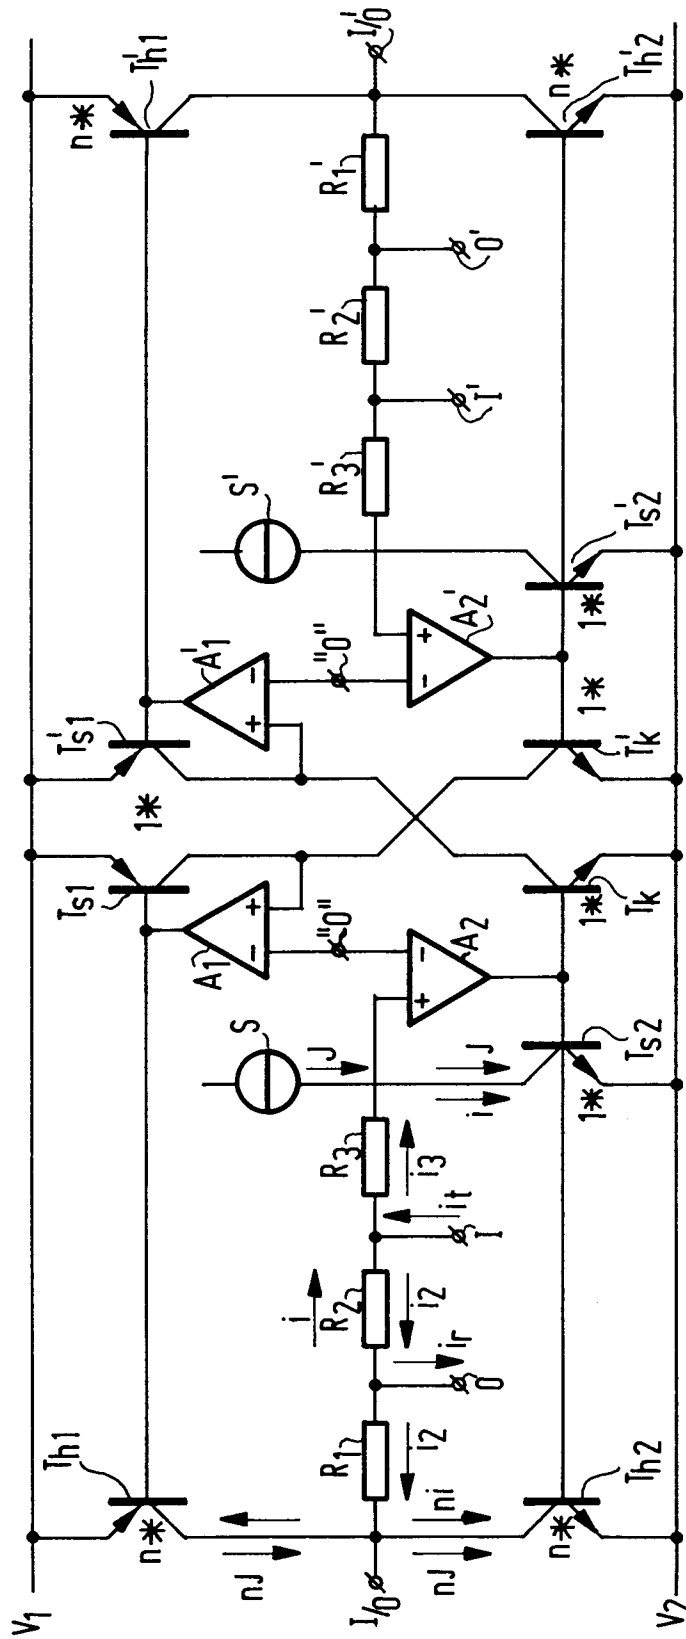 V1
Th1
Ts1
T's1
T'h1
n*
1*
n*
A1
S
A'1
S'
nJ
i
J
"0"
"0"
R1
R2
R3
R'3
R'2
R'1
I/0
I/0'
nJ
ni
i2
i2
i3
ir
it
i
J
A2
A2'
0
I
I'
0'
n*
Th2
1*
Ts2
1*
Tk
T'k
1*
1*
T's2
n*
T'h2
V2